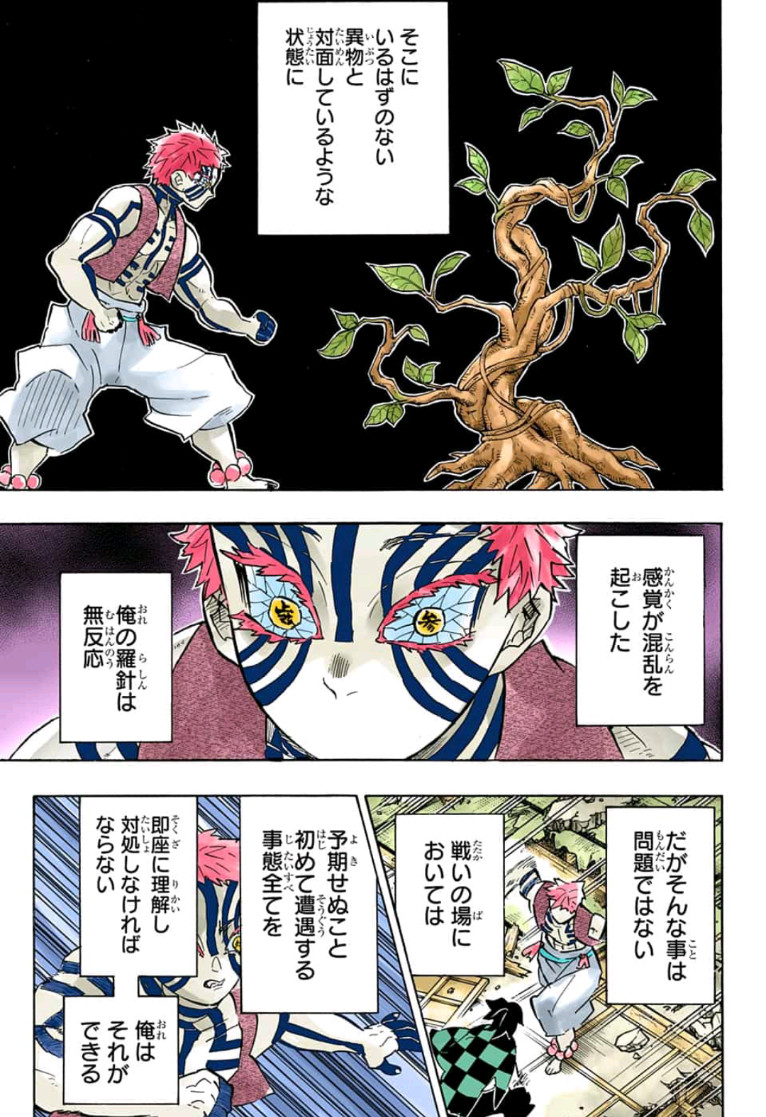 そこに
いるはずのない
異物と
対面しているような
状態に
感覚が混乱を
起こした
俺の羅針は
無反応
だがそんな事は
問題ではない
戦いの場に
おいては
予期せぬこと
初めて遭遇する
事態全てを
即座に理解し
対処しなければ
ならない
俺は
それが
できる